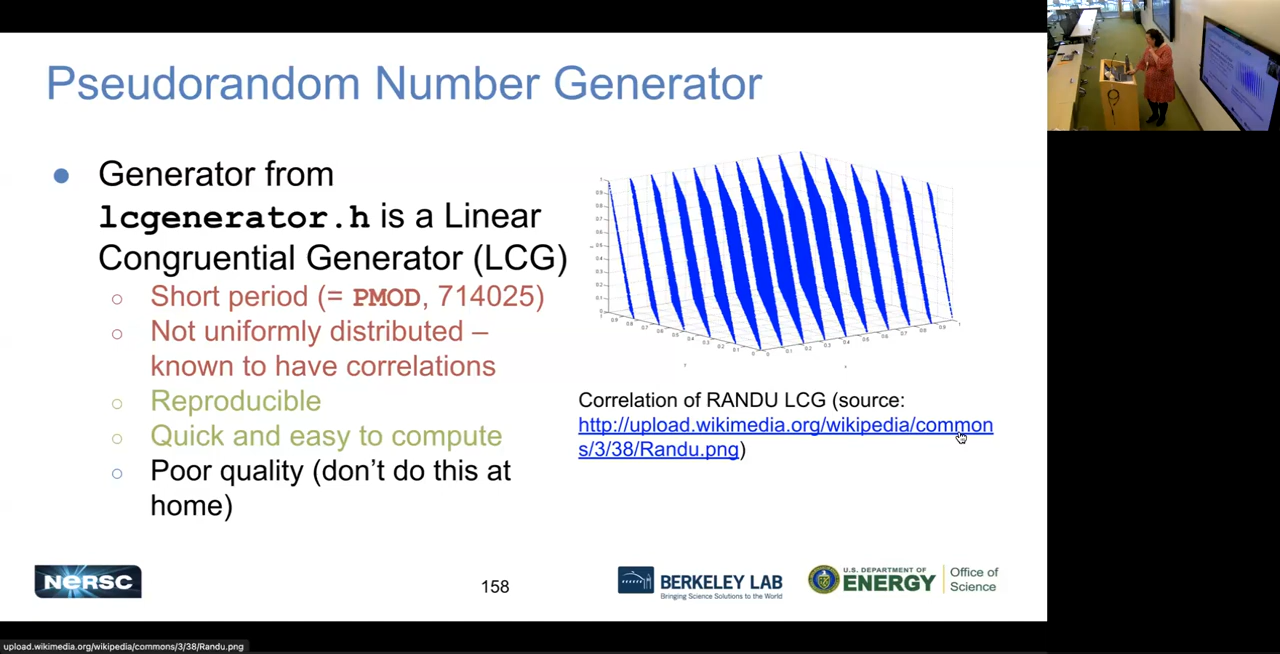 Pseudorandom Number Generator
● Generator from
lcgenerator.h is a Linear
Congruential Generator (LCG)
○ Short period (= PMOD, 714025)
○ Not uniformly distributed –
known to have correlations
○ Reproducible
○ Quick and easy to compute
○ Poor quality (don't do this at
home)
Correlation of RANDU LCG (source:
http://upload.wikimedia.org/wikipedia/common
s/3/38/Randu.png)
NERSC
158
BERKELEY LAB
Bringing Science Solutions to the World
U.S. DEPARTMENT OF
ENERGY
Office of
Science
upload.wikimedia.org/wikipedia/commons/3/38/Randu.png